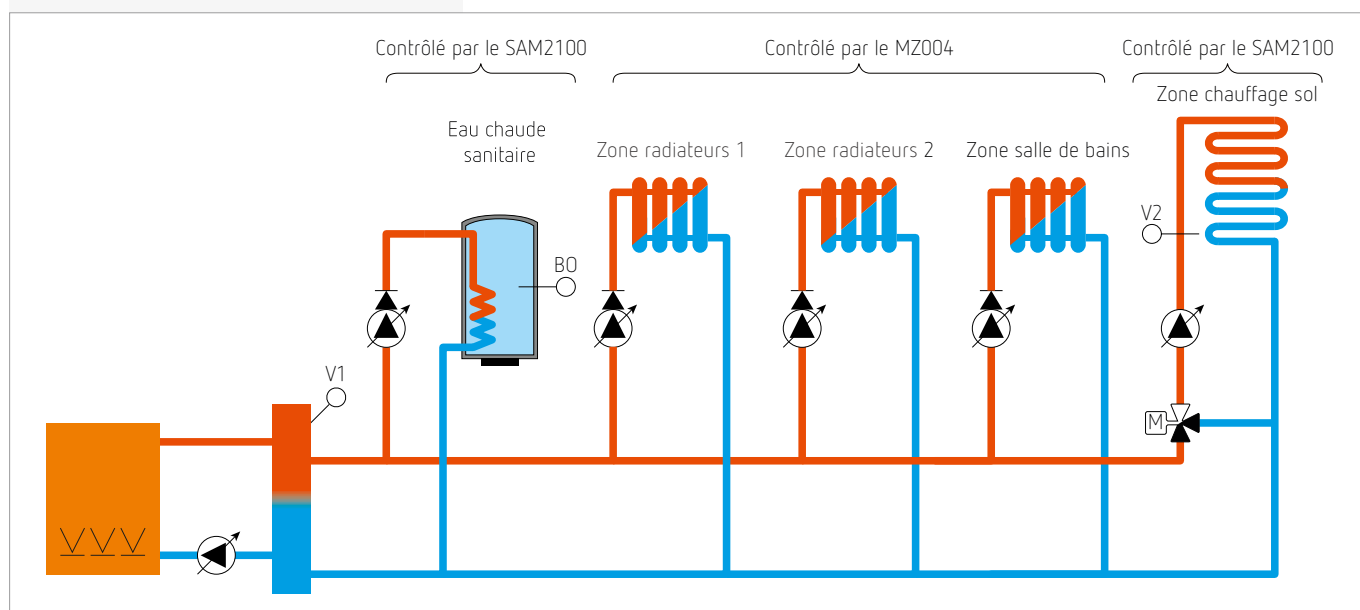 Contrôlé par le SAM2100
Contrôlé par le MZ004
Contrôlé par le SAM2100
Zone chauffage sol
Eau chaude
sanitaire
Zone radiateurs 1
Zone radiateurs 2
Zone salle de bains
V2
B0
V1
M